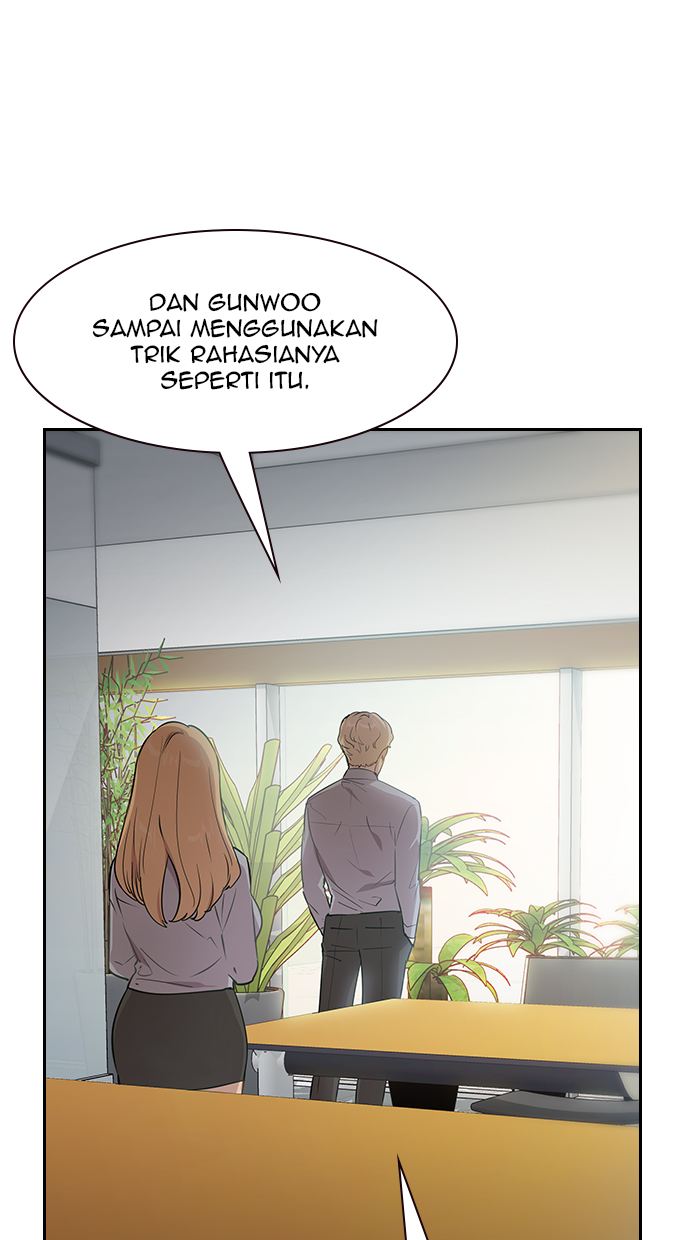 DAN GUNWOO
SAMPAI MENGGUNAKAN
TRIK RAHASIANYA
SEPERTI ITU.